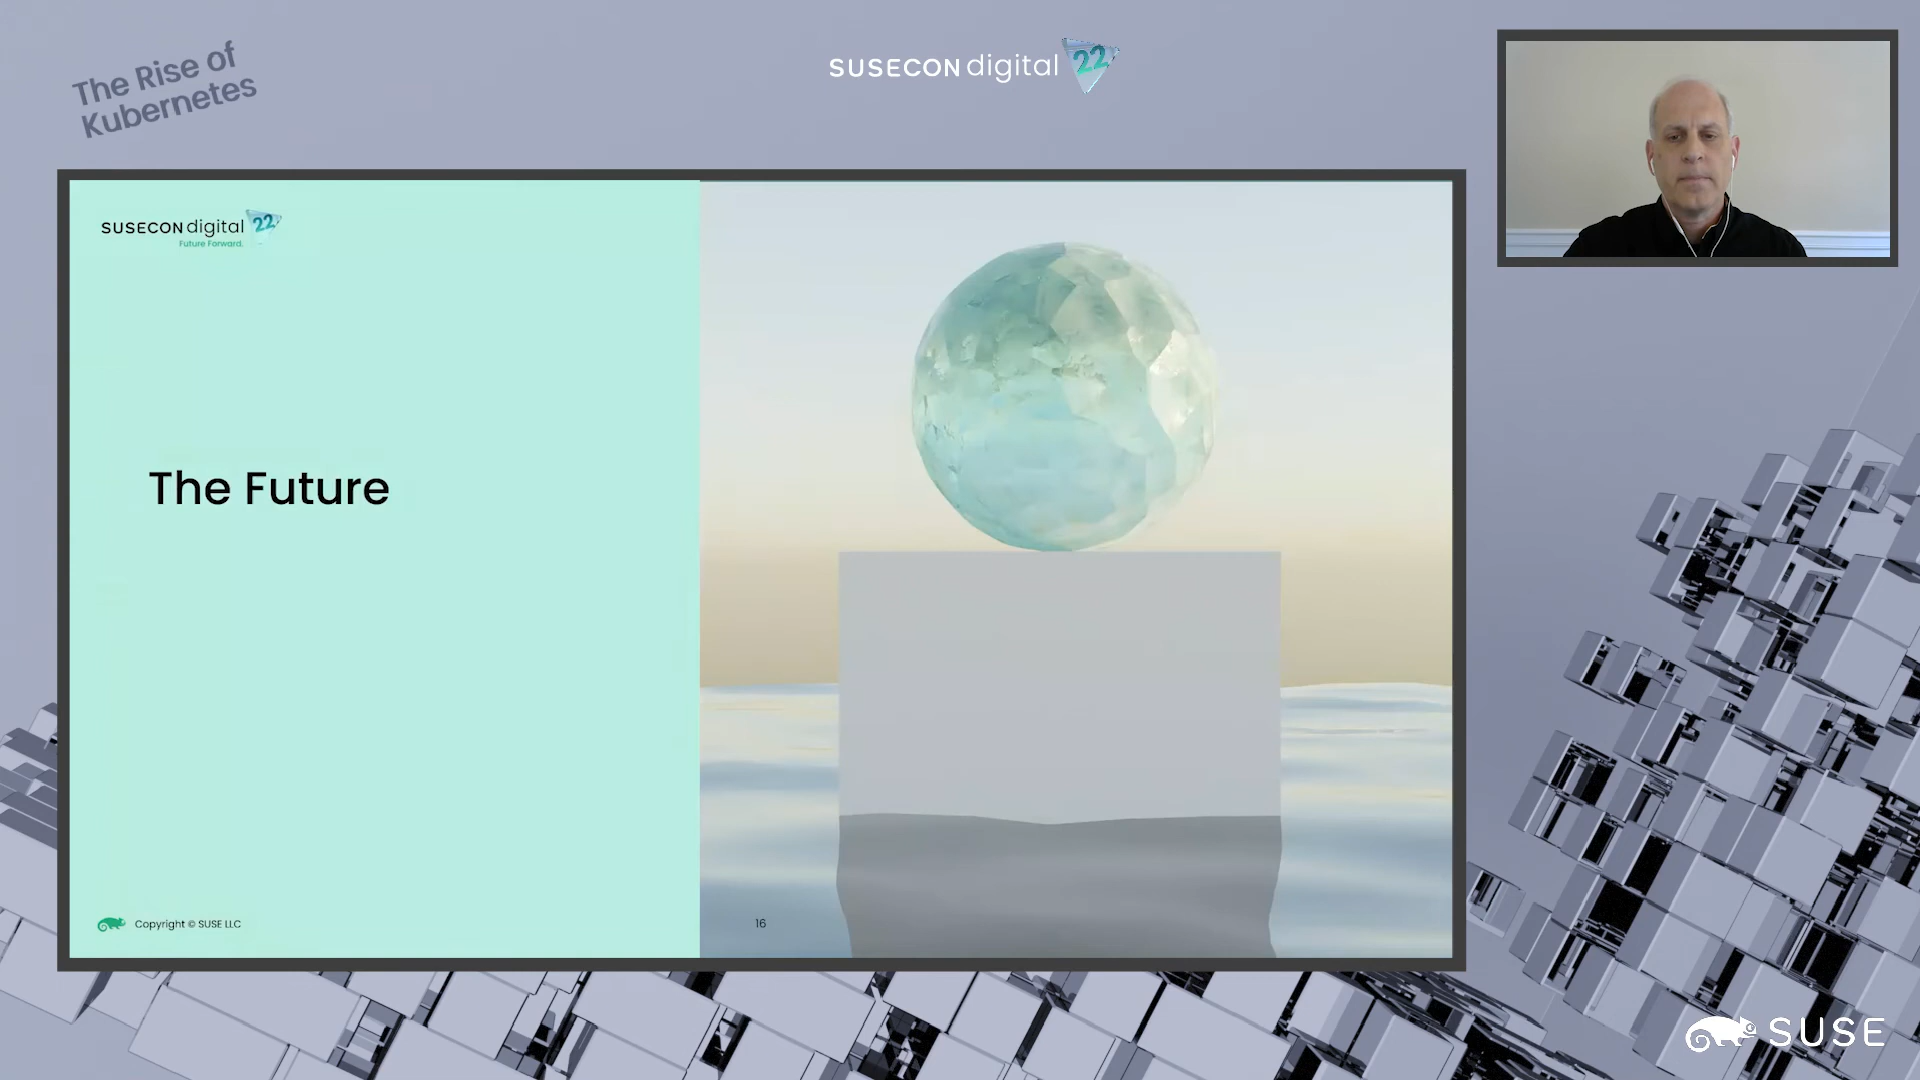 The Rise of
Kubernetes
SUSECON digital 22
SUSECON digital 22
Future Forward.
The Future
Copyright © SUSE LLC
16
SUSE